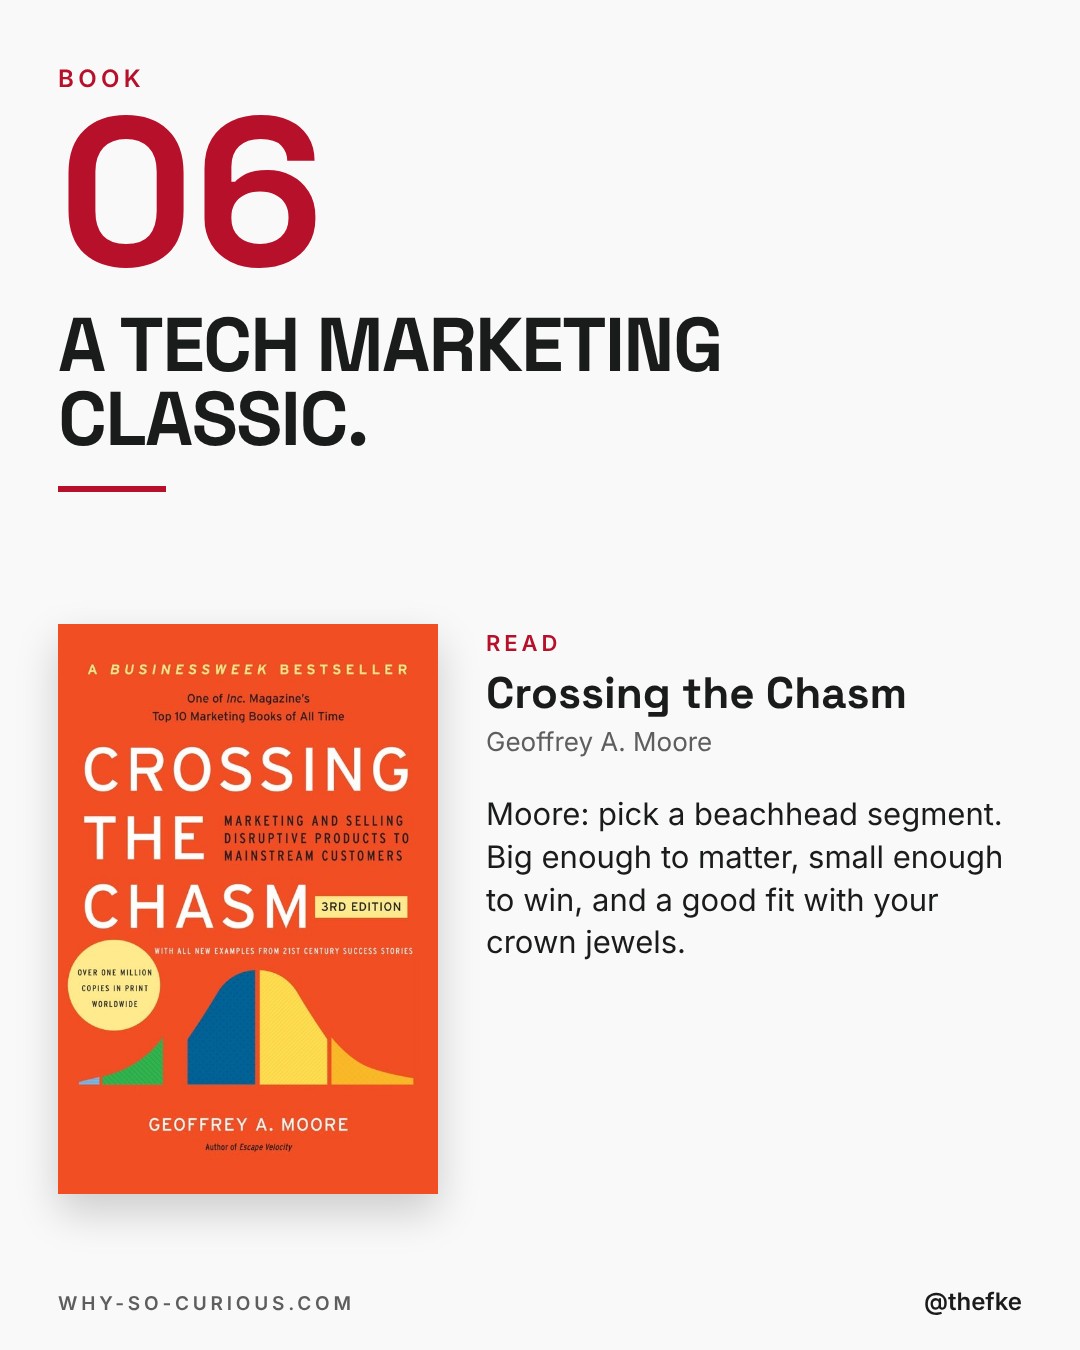 BOOK
06
A TECH MARKETING
CLASSIC.
A BUSINESSWEEK BESTSELLER
One of Inc. Magazine's
Top 10 Marketing Books of All Time
CROSSING
THE
MARKETING AND SELLING
DISRUPTIVE PRODUCTS TO
MAINSTREAM CUSTOMERS
CHASM
3RD EDITION
WITH ALL NEW EXAMPLES FROM 21ST CENTURY SUCCESS STORIES
OVER ONE MILLION
COPIES IN PRINT
WORLDWIDE
GEOFFREY A. MOORE
Author of Escape Velocity
READ
Crossing the Chasm
Geoffrey A. Moore
Moore: pick a beachhead segment.
Big enough to matter, small enough
to win, and a good fit with your
crown jewels.
WHY-SO-CURIOUS.COM
@thefke